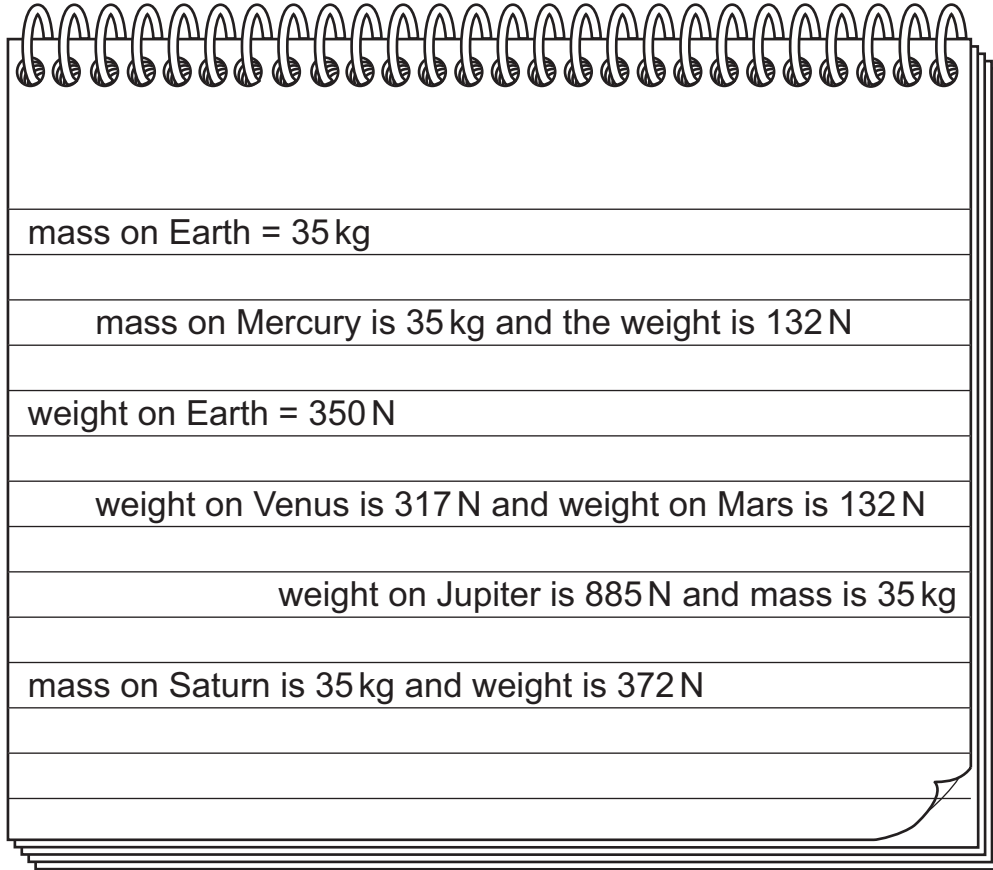 mass on Earth = 35 kg
mass on Mercury is 35 kg and the weight is 132 N
weight on Earth = 350 N
weight on Venus is 317 N and weight on Mars is 132 N
weight on Jupiter is 885 N and mass is 35 kg
mass on Saturn is 35 kg and weight is 372 N